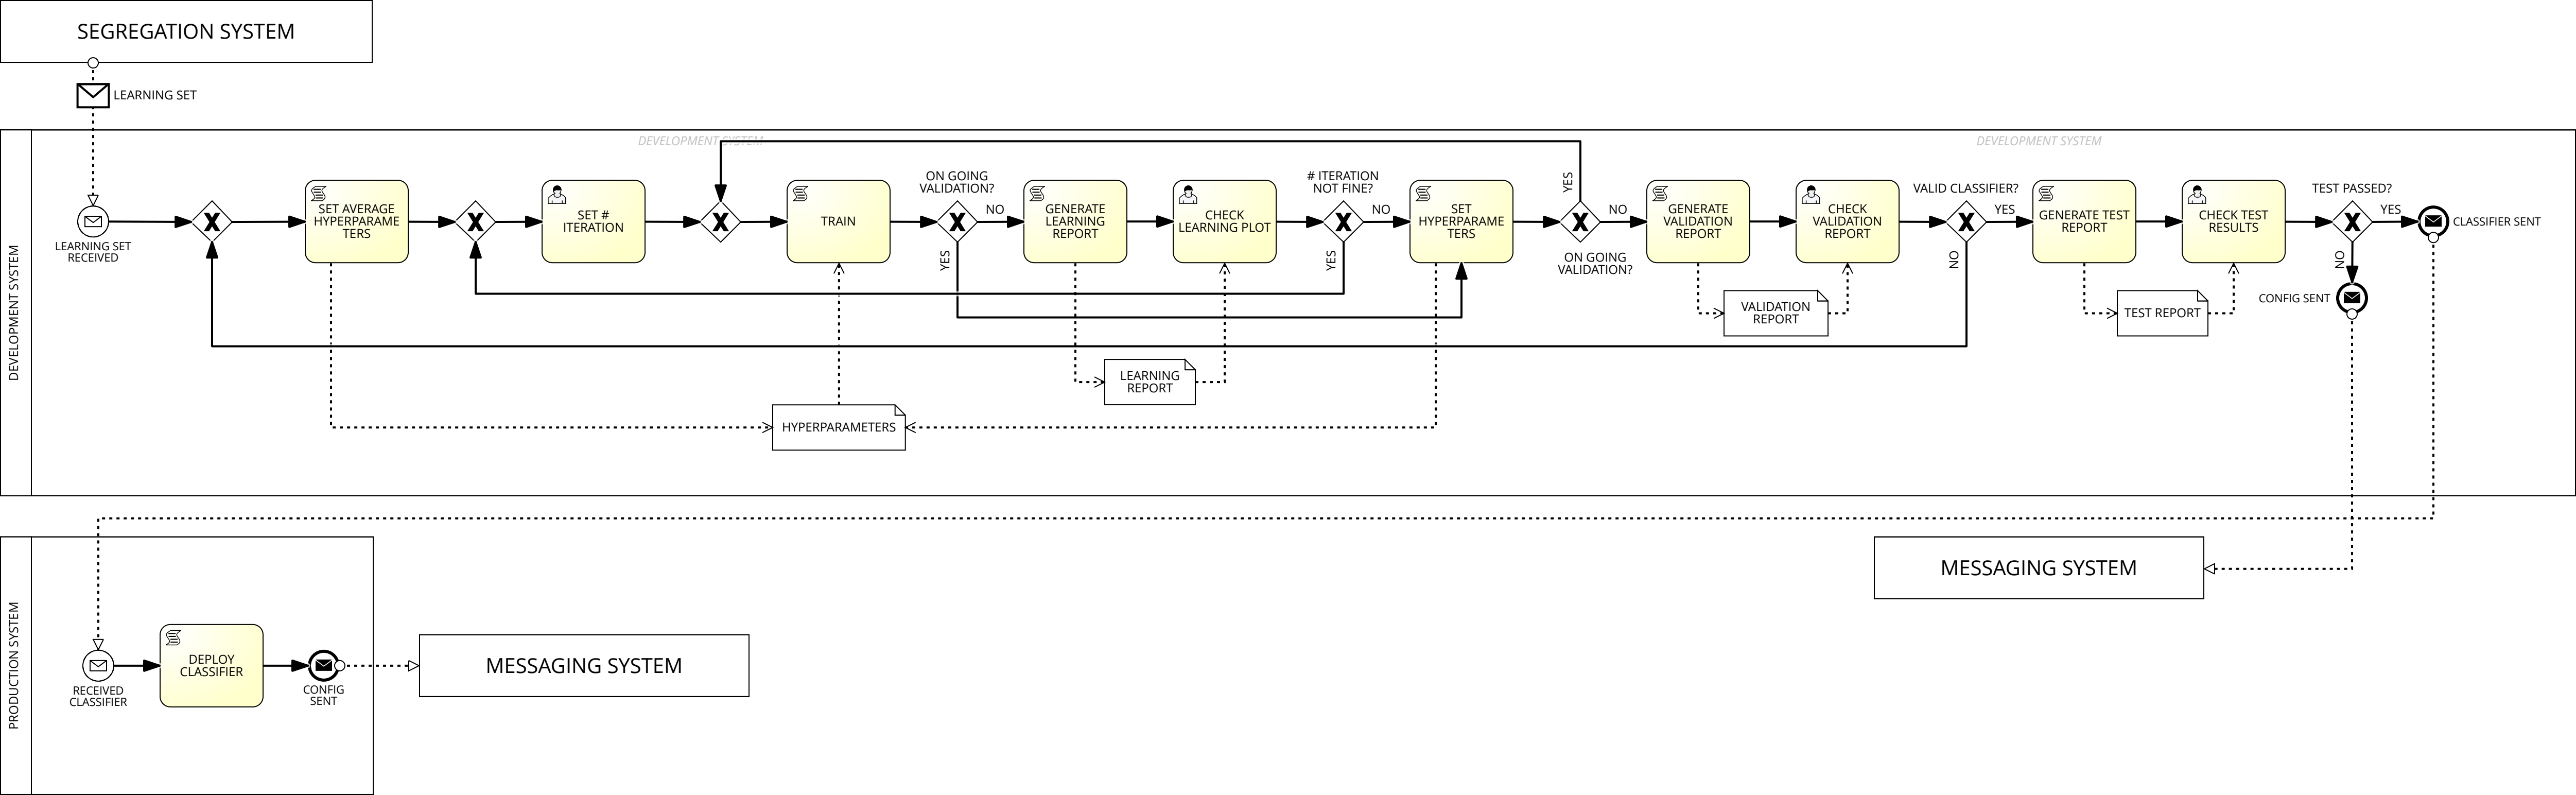 SEGREGATION SYSTEM
LEARNING SET
DEVELOPMENT SYSTEM
DEVELOPMENT SYSTEM
DEVELOPMENT SYSTEM
LEARNING SET
RECEIVED
SET AVERAGE
HYPERPARAME
TERS
SET #
ITERATION
TRAIN
ON GOING
VALIDATION?
NO
YES
GENERATE
LEARNING
REPORT
CHECK
LEARNING PLOT
# ITERATION
NOT FINE?
NO
YES
SET
HYPERPARAME
TERS
YES
NO
ON GOING
VALIDATION?
GENERATE
VALIDATION
REPORT
CHECK
VALIDATION
REPORT
VALID CLASSIFIER?
YES
NO
GENERATE TEST
REPORT
CHECK TEST
RESULTS
TEST PASSED?
YES
NO
CLASSIFIER SENT
CONFIG SENT
VALIDATION
REPORT
TEST REPORT
LEARNING
REPORT
HYPERPARAMETERS
MESSAGING SYSTEM
PRODUCTION SYSTEM
RECEIVED
CLASSIFIER
DEPLOY
CLASSIFIER
CONFIG
SENT
MESSAGING SYSTEM